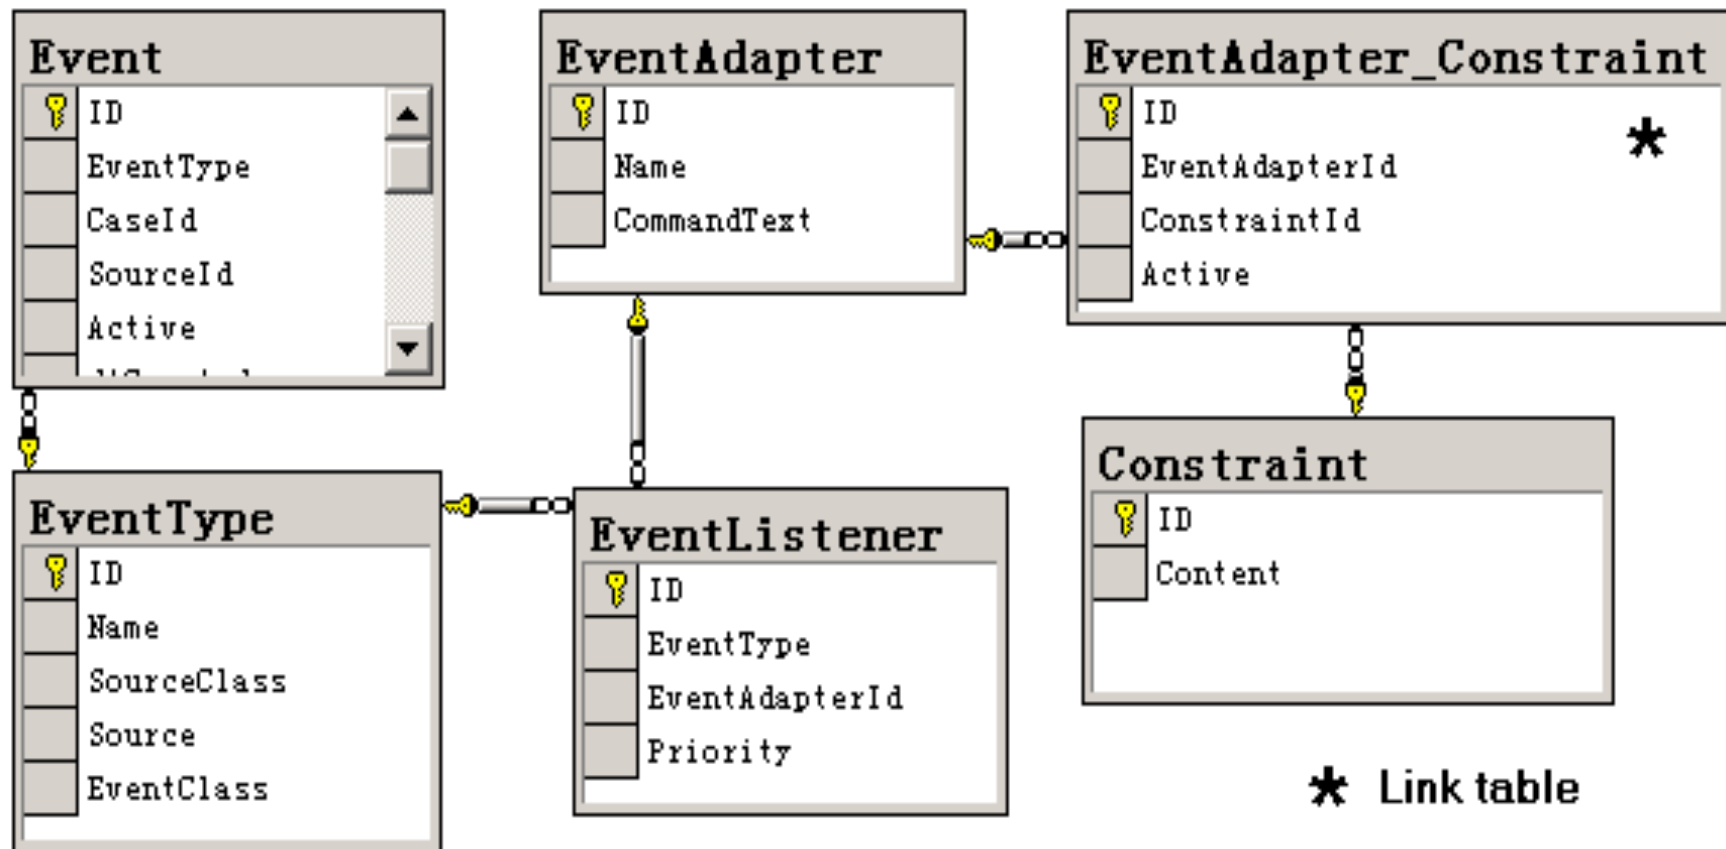 Event
ID
EventType
CaseId
SourceId
Active
EventAdapter
ID
Name
CommandText
EventAdapter_Constraint
ID
*
EventAdapterId
ConstraintId
Active
EventType
ID
Name
SourceClass
Source
EventClass
EventListener
ID
EventType
EventAdapterId
Priority
Constraint
ID
Content
* Link table